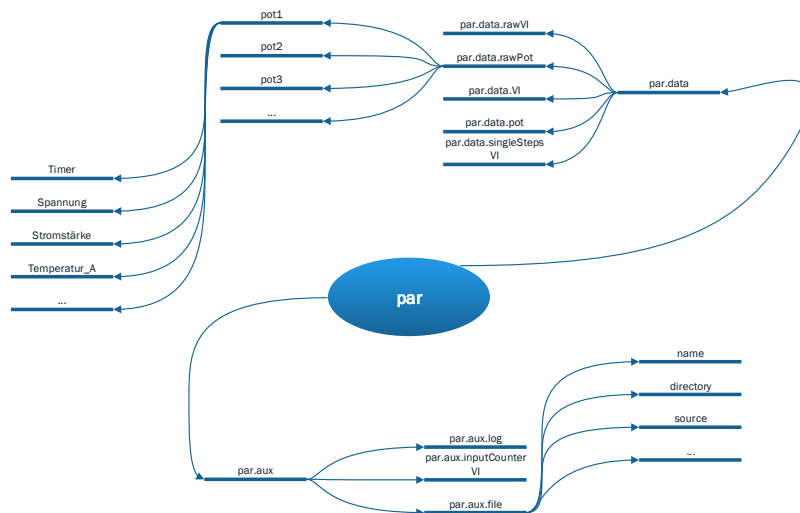 pot1
pot2
pot3
...
par.data.rawVI
par.data.rawPot
par.data.VI
par.data.pot
par.data.singleSteps
VI
par.data
Timer
Spannung
Stromstärke
Temperatur_A
...
par
par.aux
par.aux.log
par.aux.inputCounter
VI
par.aux.file
name
directory
source
...